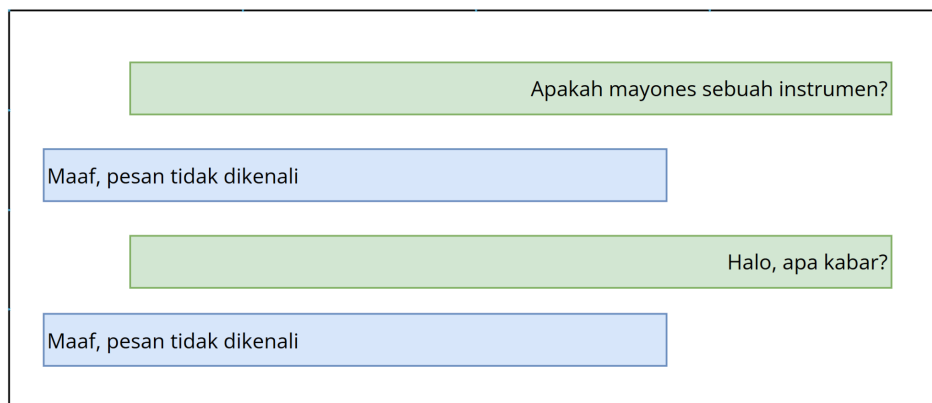 Apakah mayones sebuah instrumen?
Maaf, pesan tidak dikenali
Halo, apa kabar?
Maaf, pesan tidak dikenali